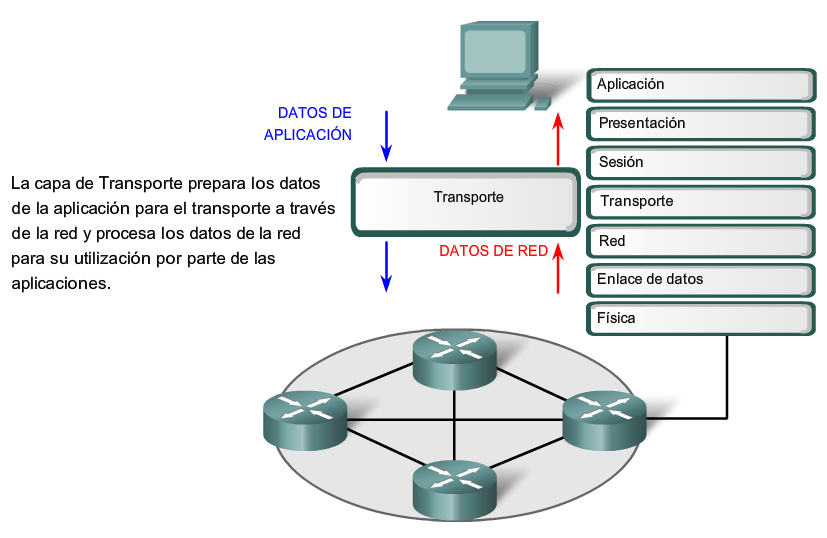 DATOS DE
APLICACIÓN
La capa de Transporte prepara los datos
de la aplicación para el transporte a través
de la red y procesa los datos de la red
para su utilización por parte de las
aplicaciones.
Transporte
DATOS DE RED
Aplicación
Presentación
Sesión
Transporte
Red
Enlace de datos
Física